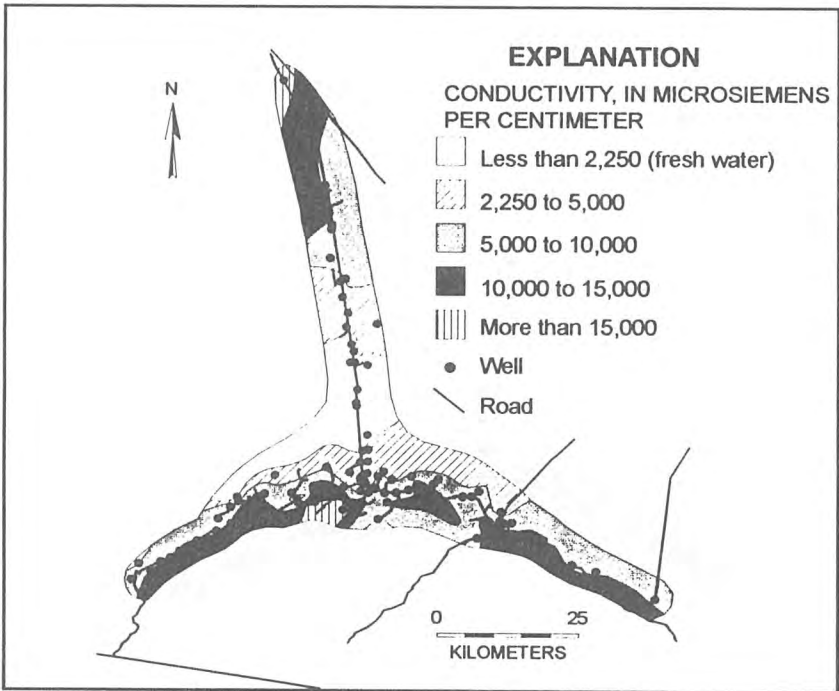 N
EXPLANATION
CONDUCTIVITY, IN MICROSIEMENS
PER CENTIMETER
Less than 2,250 (fresh water)
2,250 to 5,000
5,000 to 10,000
10,000 to 15,000
More than 15,000
Well
Road
0 25
KILOMETERS